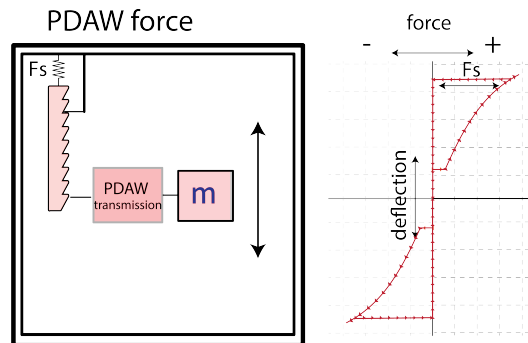 PDAW force
Fs
PDAW
transmission
m
force
- +
Fs
deflection